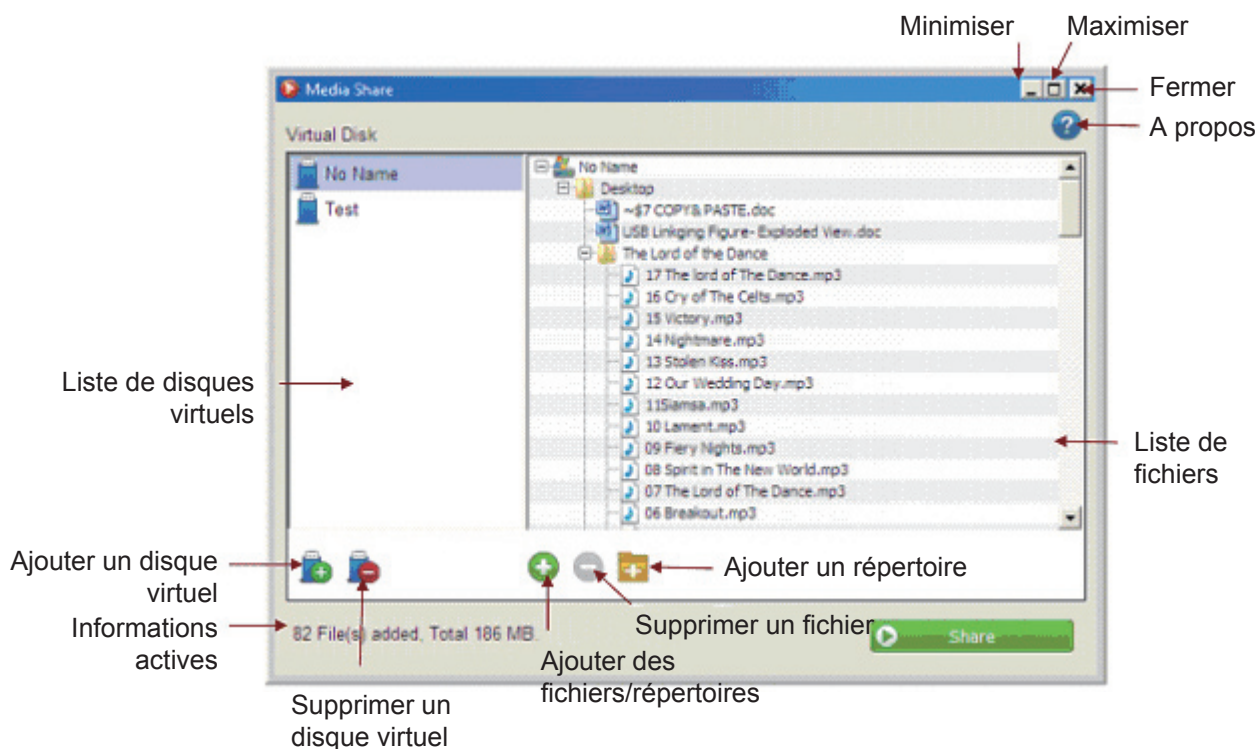 Minimiser
Maximiser
Media Share
Fermer
A propos
Virtual Disk
No Name
Test
No Name
Desktop
~$7 COPY& PASTE.doc
USB Linkging Figure- Exploded View.doc
The Lord of the Dance
17 The lord of The Dance.mp3
16 Cry of The Celts.mp3
15 Victory.mp3
14 Nightmare.mp3
13 Stolen Kiss.mp3
12 Our Wedding Day.mp3
11Siamsa.mp3
10 Lament.mp3
09 Fiery Nights.mp3
08 Spirit in The New World.mp3
07 The Lord of The Dance.mp3
06 Breakout.mp3
Liste de disques
virtuels
Liste de
fichiers
Ajouter un disque
virtuel
Ajouter un répertoire
Informations
actives
82 File(s) added, Total 186 MB.
Supprimer un fichier
Share
Ajouter des
fichiers/répertoires
Supprimer un
disque virtuel